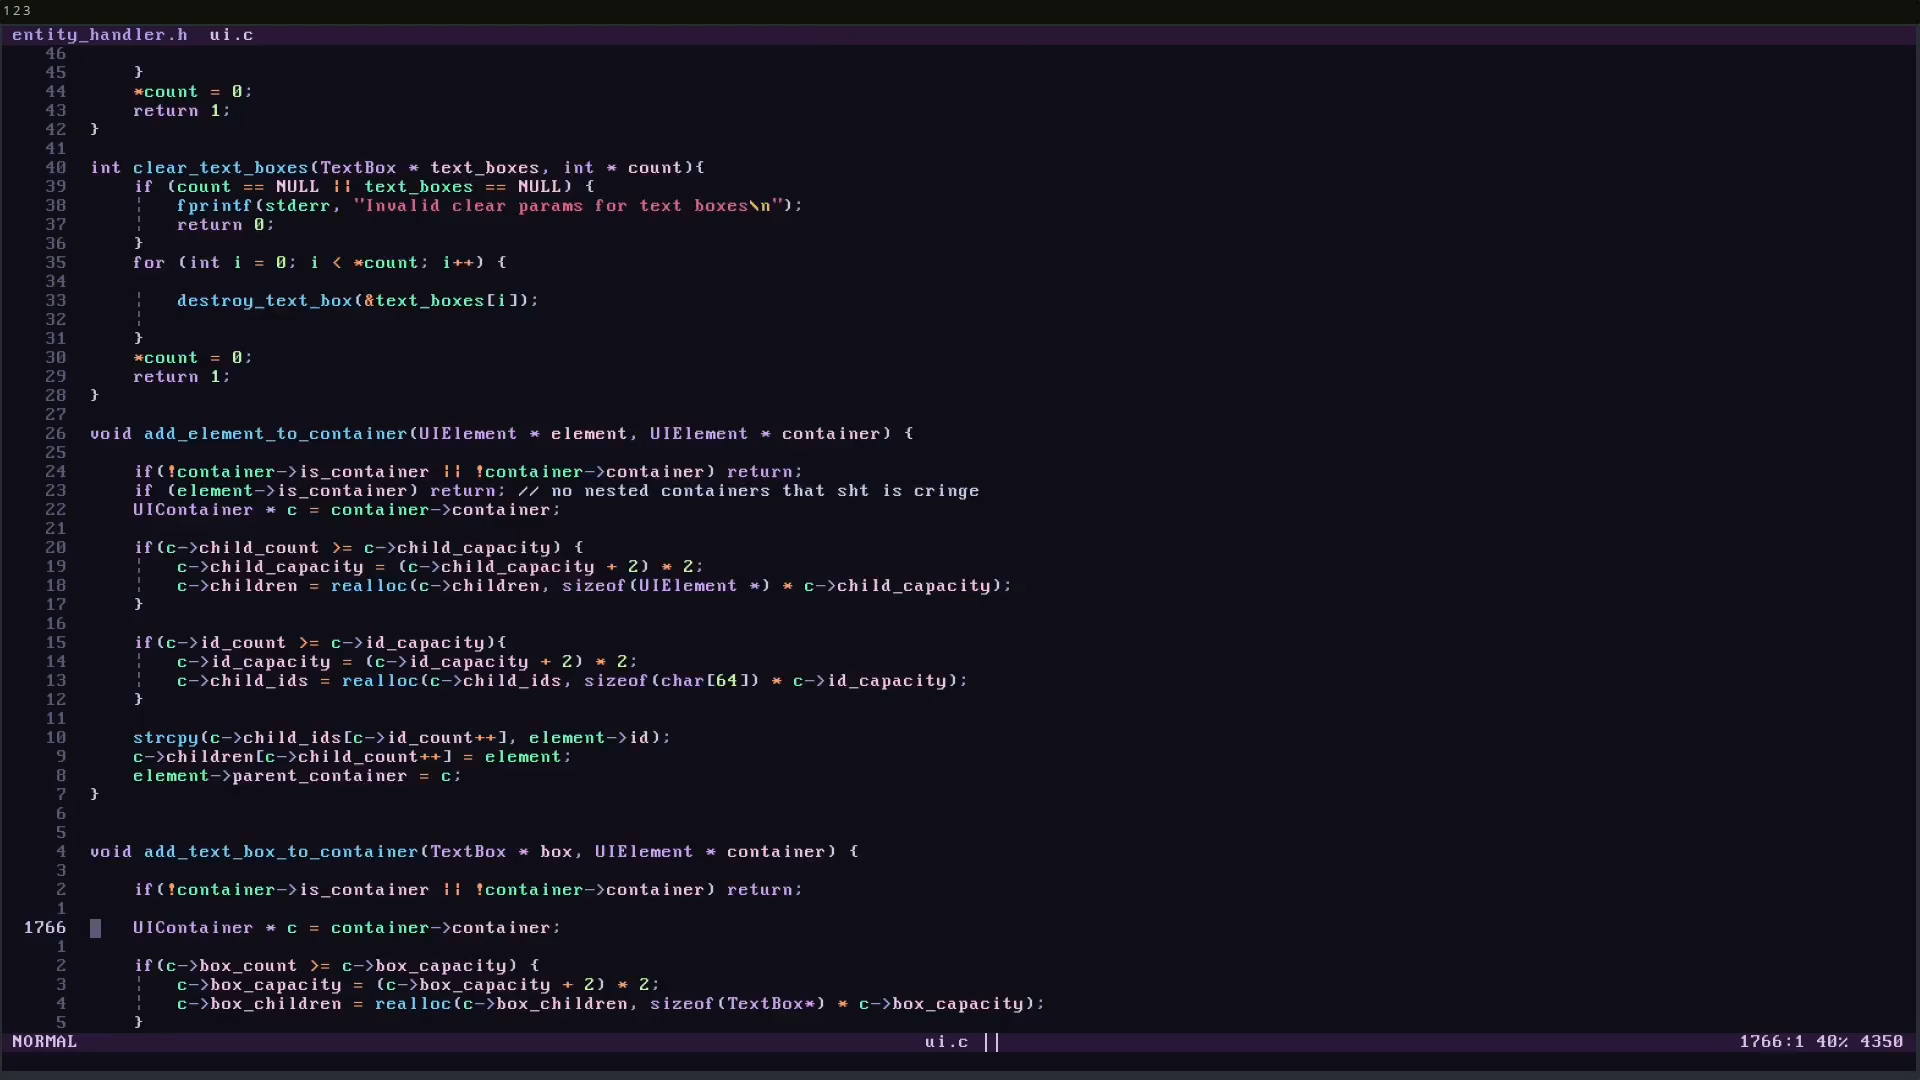 1 2 3
entity_handler.h  ui.c
46
45      }
44      *count = 0;
43      return 1;
42  }
41
40  int clear_text_boxes(TextBox * text_boxes, int * count){
39      if (count == NULL || text_boxes == NULL) {
38          fprintf(stderr, "Invalid clear params for text boxes\n");
37          return 0;
36      }
35      for (int i = 0; i < *count; i++) {
34
33          destroy_text_box(&text_boxes[i]);
32
31      }
30      *count = 0;
29      return 1;
28  }
27
26  void add_element_to_container(UIElement * element, UIElement * container) {
25
24      if(!container->is_container || !container->container) return;
23      if (element->is_container) return; // no nested containers that sht is cringe
22      UIContainer * c = container->container;
21
20      if(c->child_count >= c->child_capacity) {
19          c->child_capacity = (c->child_capacity + 2) * 2;
18          c->children = realloc(c->children, sizeof(UIElement *) * c->child_capacity);
17      }
16
15      if(c->id_count >= c->id_capacity){
14          c->id_capacity = (c->id_capacity + 2) * 2;
13          c->child_ids = realloc(c->child_ids, sizeof(char[64]) * c->id_capacity);
12      }
11
10      strcpy(c->child_ids[c->id_count++], element->id);
9      c->children[c->child_count++] = element;
8      element->parent_container = c;
7  }
6
5
4  void add_text_box_to_container(TextBox * box, UIElement * container) {
3
2      if(!container->is_container || !container->container) return;
1
1766      UIContainer * c = container->container;
1
2      if(c->box_count >= c->box_capacity) {
3          c->box_capacity = (c->box_capacity + 2) * 2;
4          c->box_children = realloc(c->box_children, sizeof(TextBox*) * c->box_capacity);
5      }
NORMAL  ui.c ||  1766:1 40% 4350